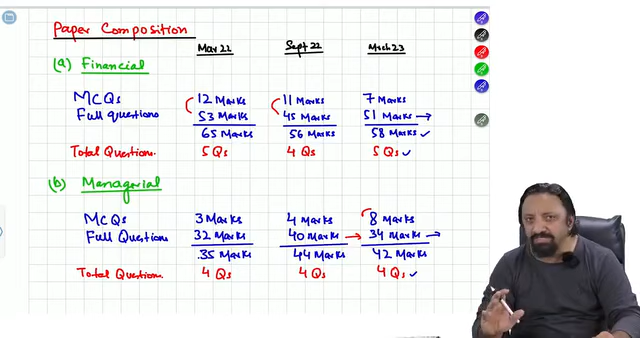 Paper Composition
Mar 22 Sept 22 Mrch 23
(a) Financial
MCQs 12 Marks 11 Marks 7 Marks
Full questions 53 Marks 45 Marks 51 Marks
65 Marks 56 Marks 58 Marks
Total Questions 5 Qs 4 Qs 5 Qs
(b) Managerial
MCQs 3 Marks 4 Marks 8 Marks
Full Questions 32 Marks 40 Marks 34 Marks
35 Marks 44 Marks 42 Marks
Total Questions 4 Qs 4 Qs 4 Qs